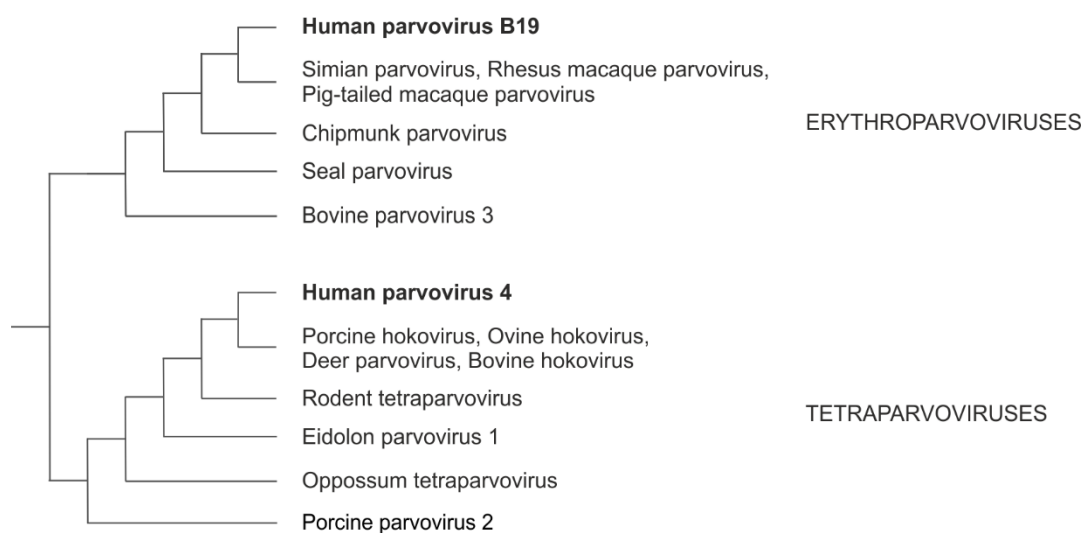 Human parvovirus B19
Simian parvovirus, Rhesus macaque parvovirus,
Pig-tailed macaque parvovirus
ERYTHROPARVOVIRUSES
Chipmunk parvovirus
Seal parvovirus
Bovine parvovirus 3
Human parvovirus 4
Porcine hokovirus, Ovine hokovirus,
Deer parvovirus, Bovine hokovirus
Rodent tetraparvovirus
TETRAPARVOVIRUSES
Eidolon parvovirus 1
Oppossum tetraparvovirus
Porcine parvovirus 2